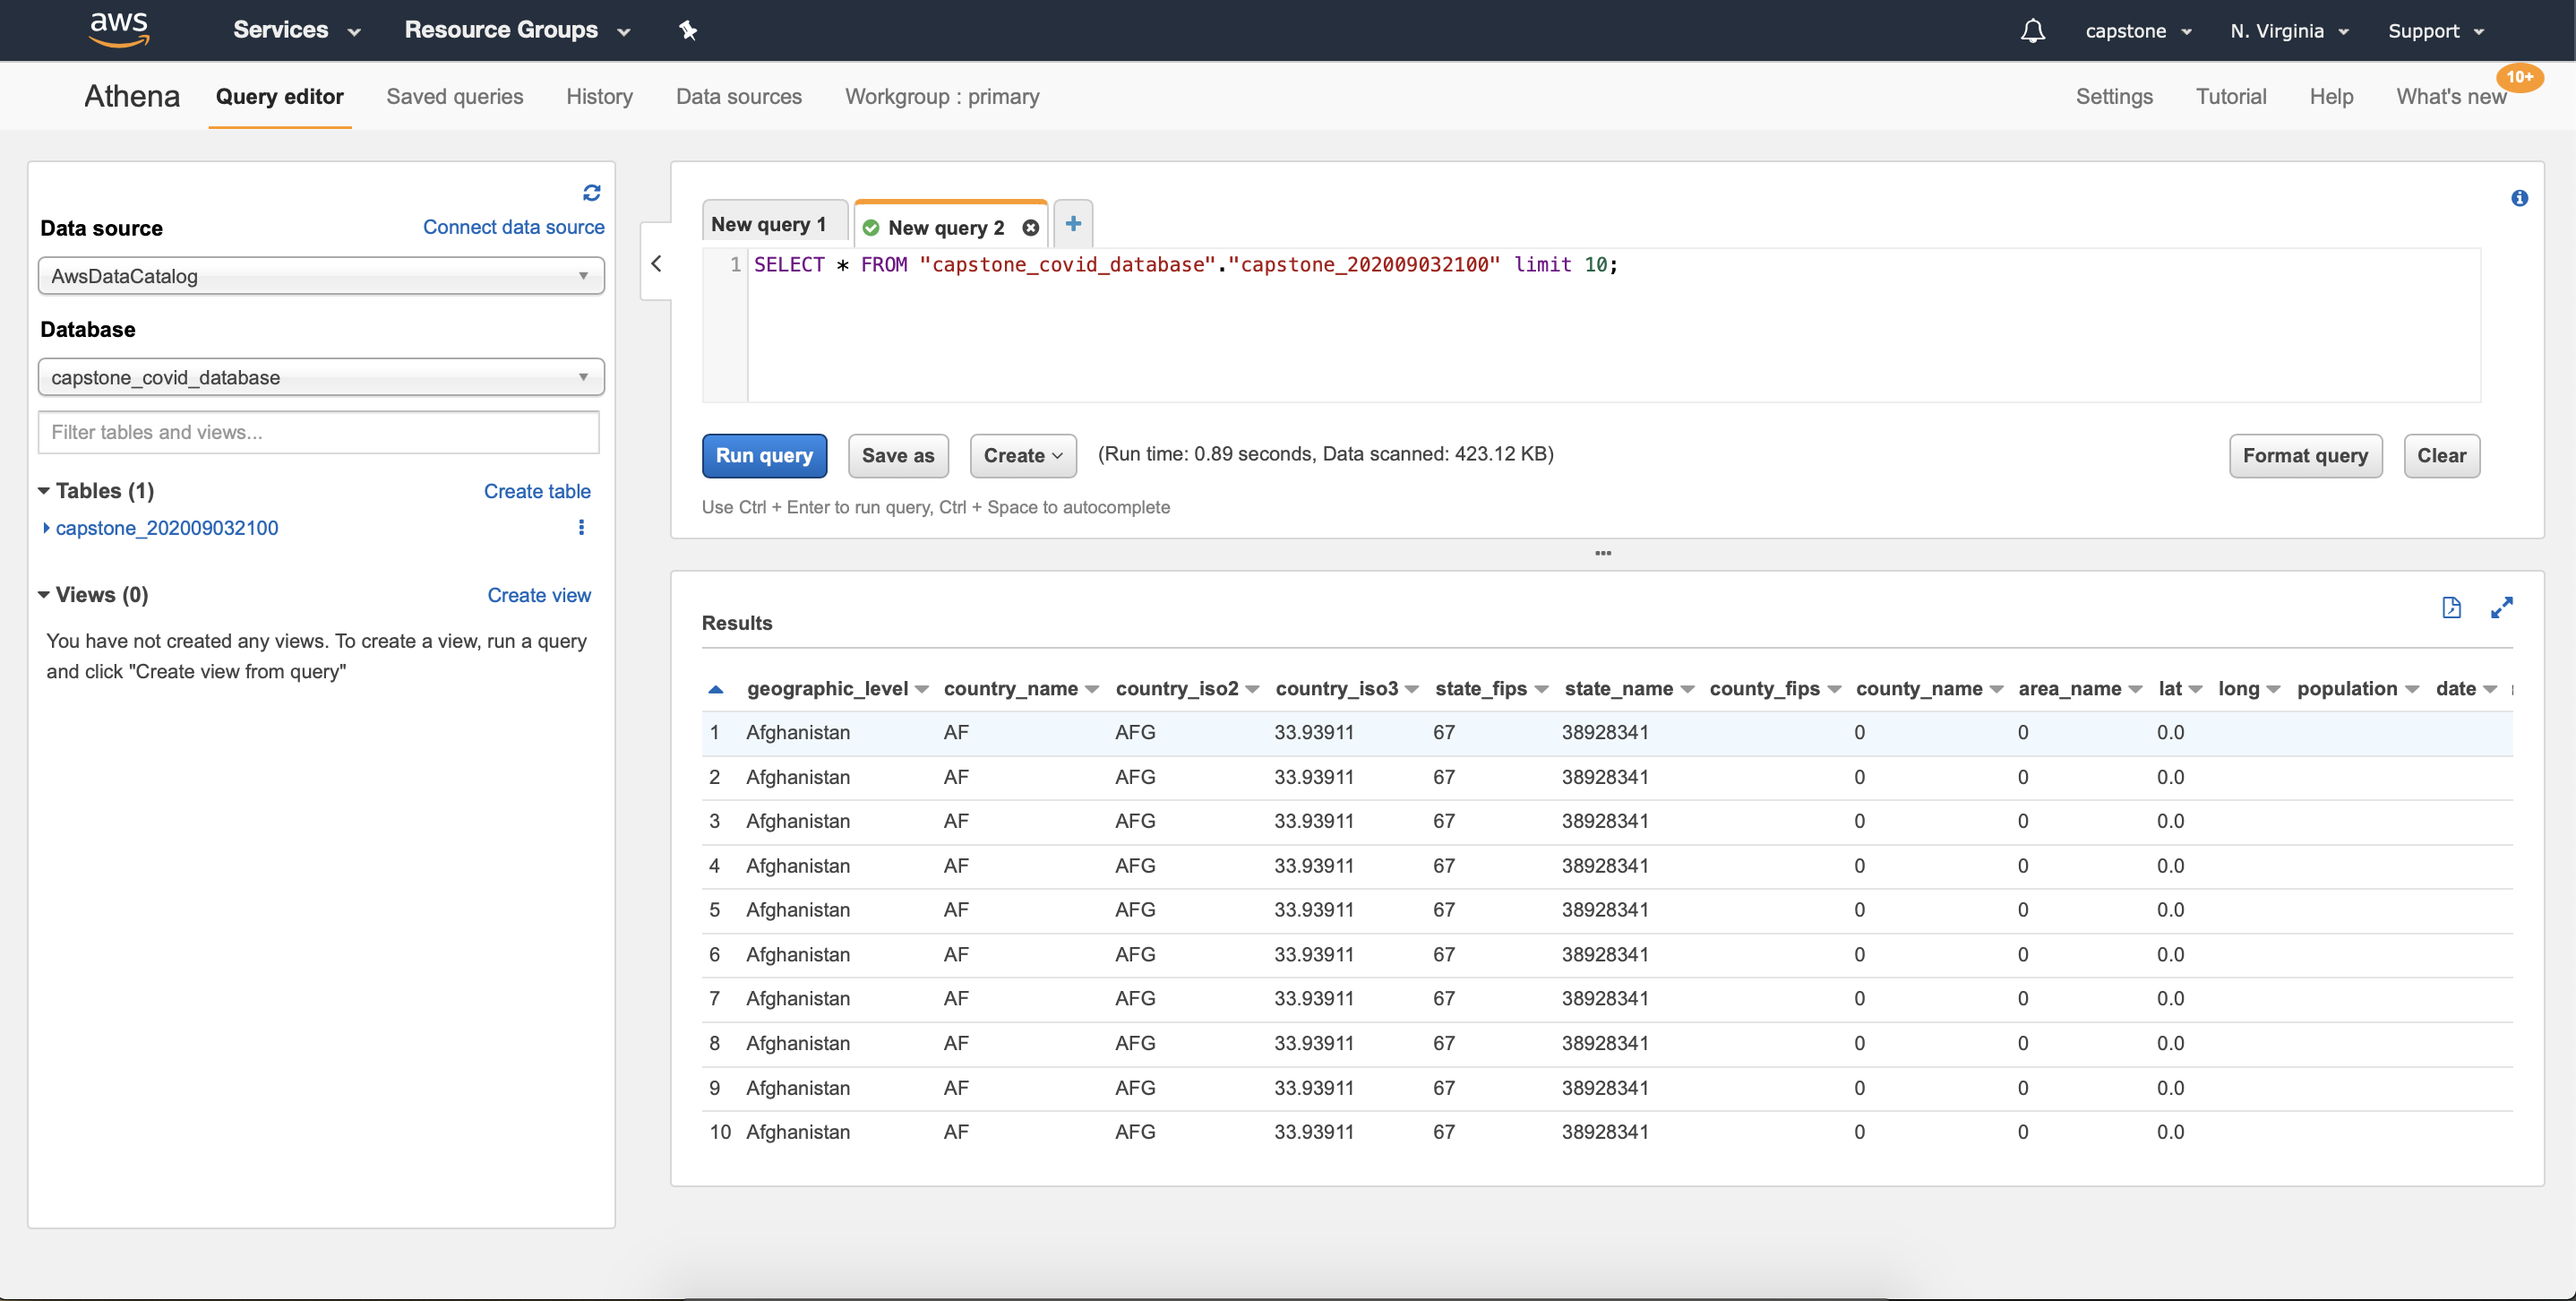 aws Services Resource Groups capstone N. Virginia Support
Athena Query editor Saved queries History Data sources Workgroup : primary Settings Tutorial Help What's new 10+
Data source Connect data source
AwsDataCatalog
Database
capstone_covid_database
Filter tables and views...
Tables (1) Create table
capstone_202009032100
Views (0) Create view
You have not created any views. To create a view, run a query
and click "Create view from query"
New query 1 New query 2
1 SELECT * FROM "capstone_covid_database"."capstone_202009032100" limit 10;
Run query Save as Create (Run time: 0.89 seconds, Data scanned: 423.12 KB) Format query Clear
Use Ctrl + Enter to run query, Ctrl + Space to autocomplete
Results
geographic_level country_name country_iso2 country_iso3 state_fips state_name county_fips county_name area_name lat long population date
1 Afghanistan AF AFG 33.93911 67 38928341 0 0 0.0
2 Afghanistan AF AFG 33.93911 67 38928341 0 0 0.0
3 Afghanistan AF AFG 33.93911 67 38928341 0 0 0.0
4 Afghanistan AF AFG 33.93911 67 38928341 0 0 0.0
5 Afghanistan AF AFG 33.93911 67 38928341 0 0 0.0
6 Afghanistan AF AFG 33.93911 67 38928341 0 0 0.0
7 Afghanistan AF AFG 33.93911 67 38928341 0 0 0.0
8 Afghanistan AF AFG 33.93911 67 38928341 0 0 0.0
9 Afghanistan AF AFG 33.93911 67 38928341 0 0 0.0
10 Afghanistan AF AFG 33.93911 67 38928341 0 0 0.0